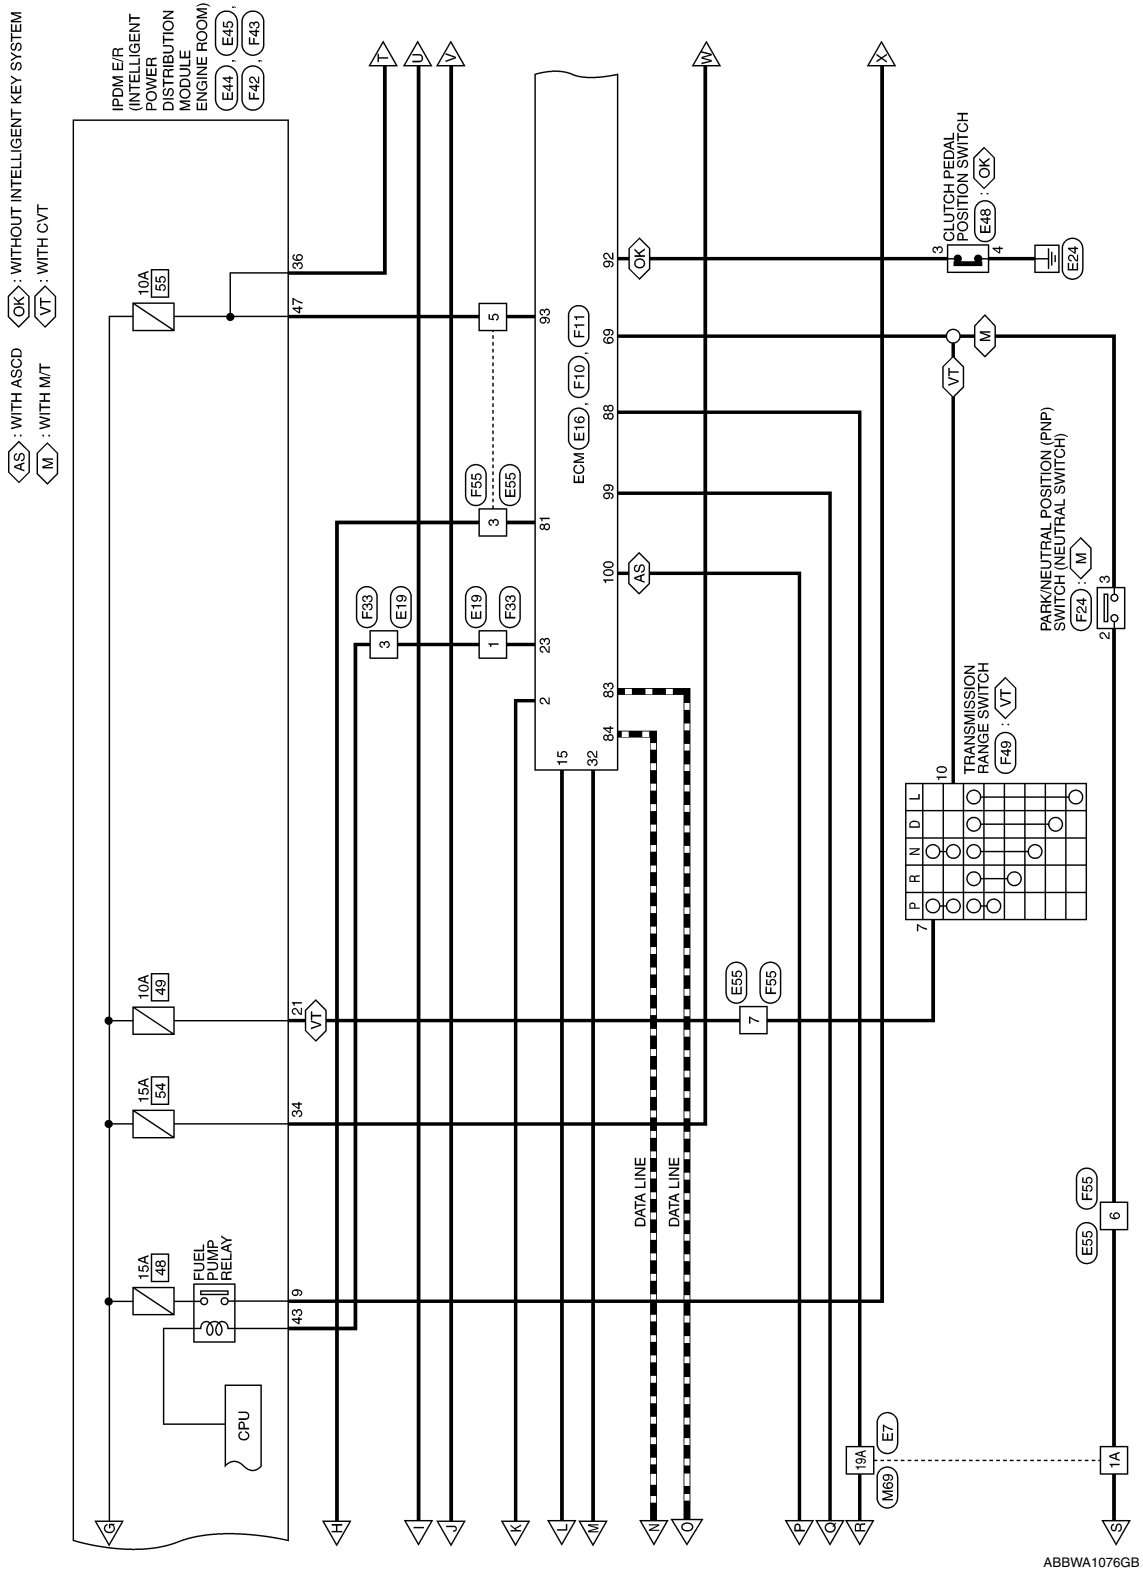 AS : WITH ASCD
OK : WITHOUT INTELLIGENT KEY SYSTEM
M : WITH M/T
VT : WITH CVT
IPDM E/R
(INTELLIGENT
POWER
DISTRIBUTION
MODULE
ENGINE ROOM)
E44 , E45 ,
F42 , F43
G
CPU
15A
48
FUEL
PUMP
RELAY
15A
54
10A
49
10A
55
43
9
34
21
VT
47
36
H
I
J
K
L
M
N
O
P
Q
R
S
T
U
V
W
X
F33
E19
3
E19
F33
1
F55
E55
3
5
2
23
81
93
15
32
84
83
100
99
88
69
92
ECM E16 , F10 , F11
AS
OK
DATA LINE
DATA LINE
E55
F55
7
CLUTCH PEDAL
POSITION SWITCH
E48 : OK
3
4
E24
M
VT
PARK/NEUTRAL POSITION (PNP)
SWITCH (NEUTRAL SWITCH)
F24 : M
2
3
TRANSMISSION
RANGE SWITCH
F49 : VT
10
7
P R N D L
E55
F55
6
19A
M69
E7
1A
ABBWA1076GB